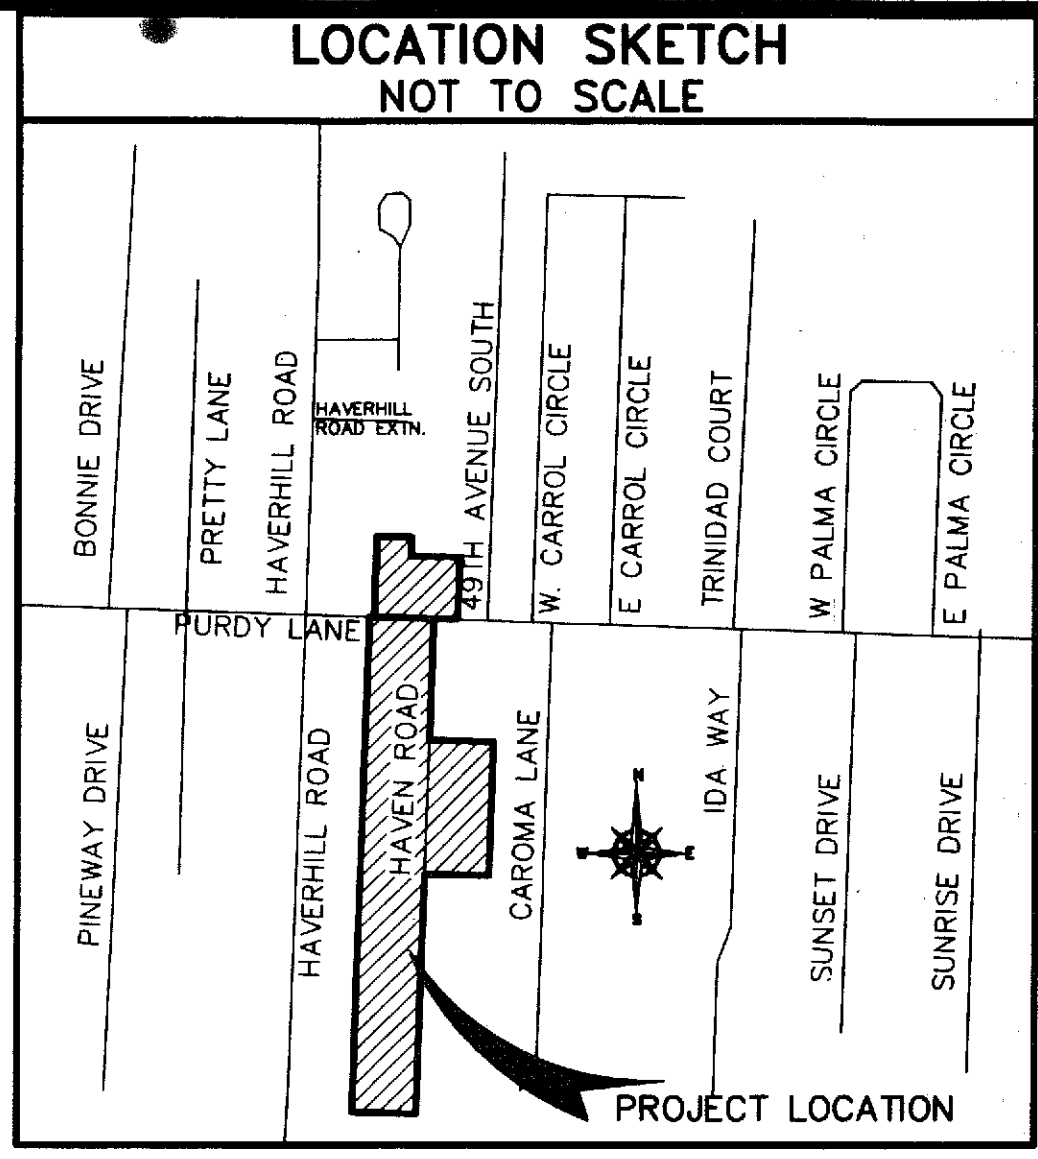 LOCATION SKETCH
NOT TO SCALE
BONNIE DRIVE
PRETTY LANE
HAVERHILL ROAD
HAVERHILL
ROAD EXTN.
49TH AVENUE SOUTH
W. CARROL CIRCLE
E CARROL CIRCLE
TRINIDAD COURT
W PALMA CIRCLE
E PALMA CIRCLE
PURDY LANE
PINEWAY DRIVE
HAVERHILL ROAD
HAVEN ROAD
CAROMA LANE
N
W
E
S
IDA WAY
SUNSET DRIVE
SUNRISE DRIVE
PROJECT LOCATION